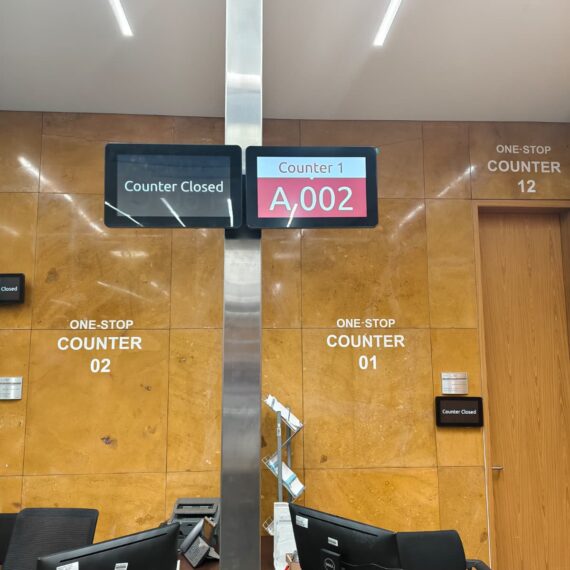 Counter Closed
Counter 1
A 002
ONE-STOP
COUNTER
12
Closed
ONE-STOP
COUNTER
02
ONE-STOP
COUNTER
01
Counter Closed
DELL